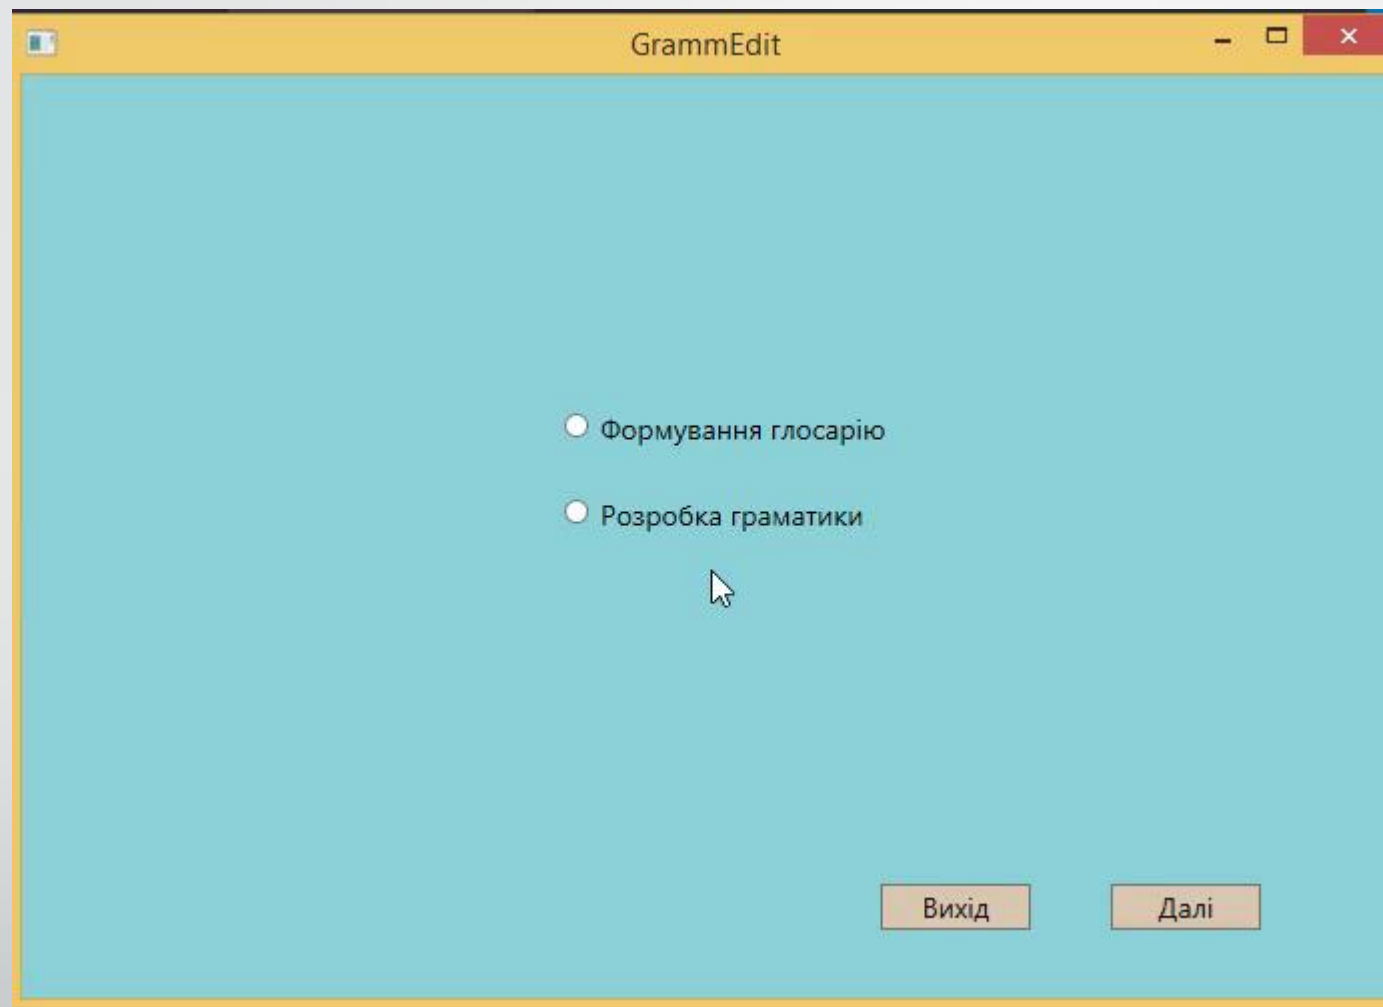 GrammEdit
Формування глосарію
Розробка граматики
Вихід Далі